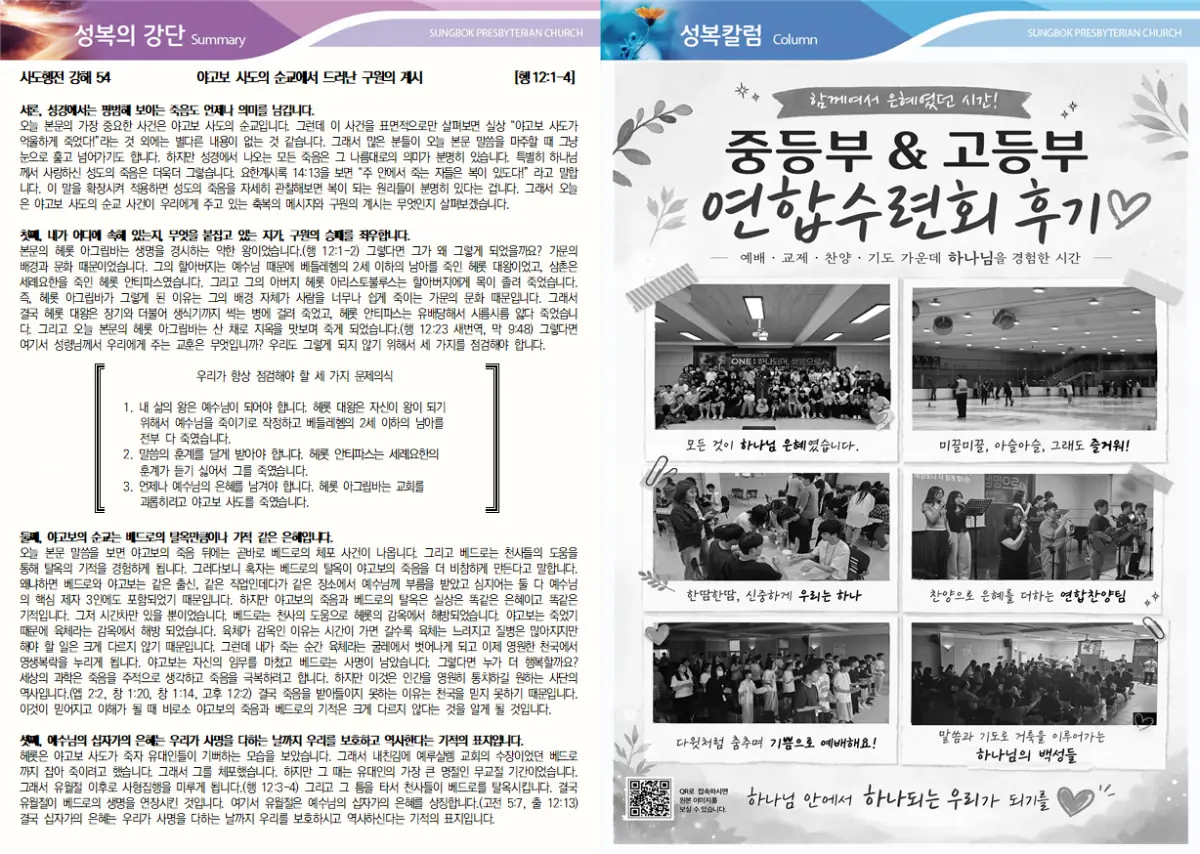 성복의 강단 Summary
SUNGBOK PRESBYTERIAN CHURCH
사도행전 강해 54 야고보 사도의 순교에서 드러난 구원의 계시 [행 12:1-4]
서론, 성경에서는 평범해 보이는 죽음도 언제나 의미를 남깁니다.
오늘 본문의 가장 중요한 사건은 야고보 사도의 순교입니다. 그런데 이 사건을 표면적으로만 살펴보면 실상 "야고보 사도가
억울하게 죽었다!"라는 것 외에는 별다른 내용이 없는 것 같습니다. 그래서 많은 분들이 오늘 본문 말씀을 마주할 때 그냥
눈으로 훑고 넘어가기도 합니다. 하지만 성경에서 나오는 모든 죽음은 그 나름대로의 의미가 분명히 있습니다. 특별히 하나님
께서 사랑하신 성도의 죽음은 더욱더 그렇습니다. 요한계시록 14:13을 보면 "주 안에서 죽는 자들은 복이 있도다!" 라고 말합
니다. 이 말을 확장시켜 적용하면 성도의 죽음을 자세히 관찰해보면 복이 되는 원리들이 분명히 있다는 겁니다. 그래서 오늘
은 야고보 사도의 순교 사건이 우리에게 주고 있는 축복의 메시지와 구원의 계시는 무엇인지 살펴보겠습니다.
첫째, 내가 어디에 속해 있는지, 무엇을 붙잡고 있는 지가, 구원의 승패를 좌우합니다.
본문의 헤롯 아그립바는 생명을 경시하는 악한 왕이었습니다.(행 12:1-2) 그렇다면 그가 왜 그렇게 되었을까요? 가문의
배경과 문화 때문이었습니다. 그의 할아버지는 예수님 때문에 베들레헴의 2세 이하의 남아를 죽인 헤롯 대왕이었고, 삼촌은
세례요한을 죽인 헤롯 안티파스였습니다. 그리고 그의 아버지 헤롯 아리스토불루스는 할아버지에게 목이 졸려 죽었습니다.
즉, 헤롯 아그립바가 그렇게 된 이유는 그의 배경 자체가 사람을 너무나 쉽게 죽이는 가문의 문화 때문입니다. 그래서
결국 헤롯 대왕은 장기와 더불어 생식기까지 썩는 병에 걸려 죽었고, 헤롯 안티파스는 유배당해서 시름시름 앓다 죽었습니
다. 그리고 오늘 본문의 헤롯 아그립바는 산 채로 지옥을 맛보며 죽게 되었습니다.(행 12:23 새번역, 막 9:48) 그렇다면
여기서 성령님께서 우리에게 주는 교훈은 무엇입니까? 우리도 그렇게 되지 않기 위해서 세 가지를 점검해야 합니다.
우리가 항상 점검해야 할 세 가지 문제의식
1. 내 삶의 왕은 예수님이 되어야 합니다. 헤롯 대왕은 자신이 왕이 되기
위해서 예수님을 죽이기로 작정하고 베들레헴의 2세 이하의 남아를
전부 다 죽였습니다.
2. 말씀의 훈계를 달게 받아야 합니다. 헤롯 안티파스는 세례요한의
훈계가 듣기 싫어서 그를 죽였습니다.
3. 언제나 예수님의 은혜를 남겨야 합니다. 헤롯 아그립바는 교회를
괴롭히려고 야고보 사도를 죽였습니다.
둘째, 야고보의 순교는 베드로의 탈옥만큼이나 기적 같은 은혜입니다.
오늘 본문 말씀을 보면 야고보의 죽음 뒤에는 곧바로 베드로의 체포 사건이 나옵니다. 그리고 베드로는 천사들의 도움을
통해 탈옥의 기적을 경험하게 됩니다. 그러다보니 혹자는 베드로의 탈옥이 야고보의 죽음을 더 비참하게 만든다고 말합니다.
왜냐하면 베드로와 야고보는 같은 출신, 같은 직업인데다가 같은 장소에서 예수님께 부름을 받았고 심지어는 둘 다 예수님
의 핵심 제자 3인에도 포함되었기 때문입니다. 하지만 야고보의 죽음과 베드로의 탈옥은 실상은 똑같은 은혜이고 똑같은
기적입니다. 그저 시간차만 있을 뿐이었습니다. 베드로는 천사의 도움으로 헤롯의 감옥에서 해방되었습니다. 야고보는 죽었기
때문에 육체라는 감옥에서 해방 되었습니다. 육체가 감옥인 이유는 시간이 가면 갈수록 육체는 느려지고 질병은 많아지지만
해야 할 일은 크게 다르지 않기 때문입니다. 그런데 내가 죽는 순간 육체라는 굴레에서 벗어나게 되고 이제 영원한 천국에서
영생복락을 누리게 됩니다. 야고보는 자신의 임무를 마쳤고 베드로는 사명이 남았습니다. 그렇다면 누가 더 행복할까요?
세상의 과학은 죽음을 주적으로 생각하고 죽음을 극복하려고 합니다. 하지만 이것은 인간을 영원히 통치하길 원하는 사단의
역사입니다.(엡 2:2, 창 1:20, 창 1:14, 고후 12:2) 결국 죽음을 받아들이지 못하는 이유는 천국을 믿지 못하기 때문입니다.
이것이 믿어지고 이해가 될 때 비로소 야고보의 죽음과 베드로의 기적은 크게 다르지 않다는 것을 알게 될 것입니다.
셋째, 예수님의 십자가의 은혜는 우리가 사명을 다하는 날까지 우리를 보호하고 역사한다는 기적의 표지입니다.
헤롯은 야고보 사도가 죽자 유대인들이 기뻐하는 모습을 보았습니다. 그래서 내친김에 예루살렘 교회의 수장이었던 베드로
까지 잡아 죽이려고 했습니다. 그래서 그를 체포했습니다. 하지만 그 때는 유대인의 가장 큰 명절인 무교절 기간이었습니다.
그래서 유월절 이후로 사형집행을 미루게 됩니다.(행 12:3-4) 그리고 그 틈을 타서 천사들이 베드로를 탈옥시킵니다. 결국
유월절이 베드로의 생명을 연장시킨 것입니다. 여기서 유월절은 예수님의 십자가의 은혜를 상징합니다.(고전 5:7, 출 12:13)
결국 십자가의 은혜는 우리가 사명을 다하는 날까지 우리를 보호하시고 역사하신다는 기적의 표지입니다.
성복칼럼 Column
SUNGBOK PRESBYTERIAN CHURCH
함께여서 은혜였던 시간!
중등부 & 고등부
연합수련회 후기
예배 · 교제 · 찬양 · 기도 가운데 하나님을 경험한 시간
모든 것이 하나님 은혜였습니다.
미끌미끌, 아슬아슬, 그래도 즐거워!
한땀한땀, 신중하게 우리는 하나
찬양으로 은혜를 더하는 연합찬양팀
다윗처럼 춤추며 기쁨으로 예배해요!
말씀과 기도로 거룩을 이루어가는
하나님의 백성들
QR로 접속하시면
원본 이미지를
보실 수 있습니다.
하나님 안에서 하나되는 우리가 되기를